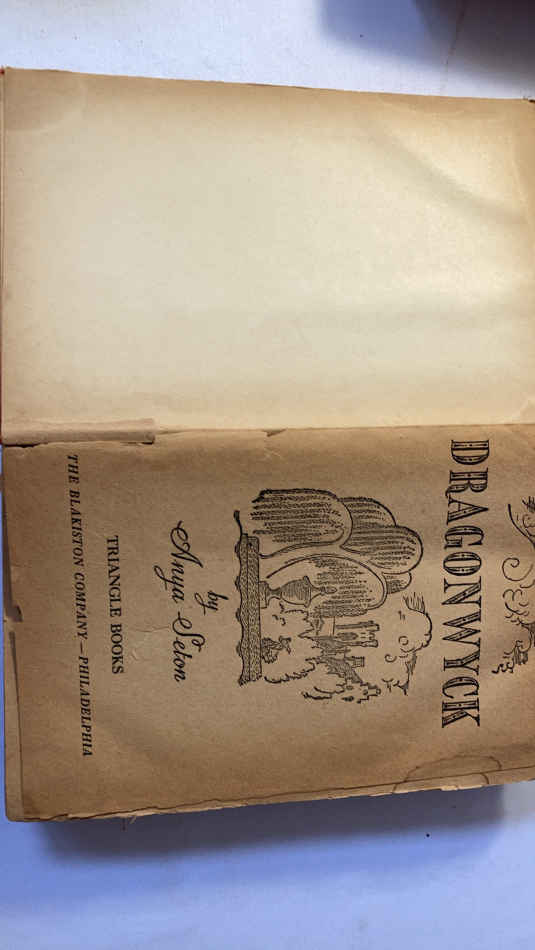 DRAGONWYCK
by
Anya Seton
TRIANGLE BOOKS
THE BLAKISTON COMPANY—PHILADELPHIA